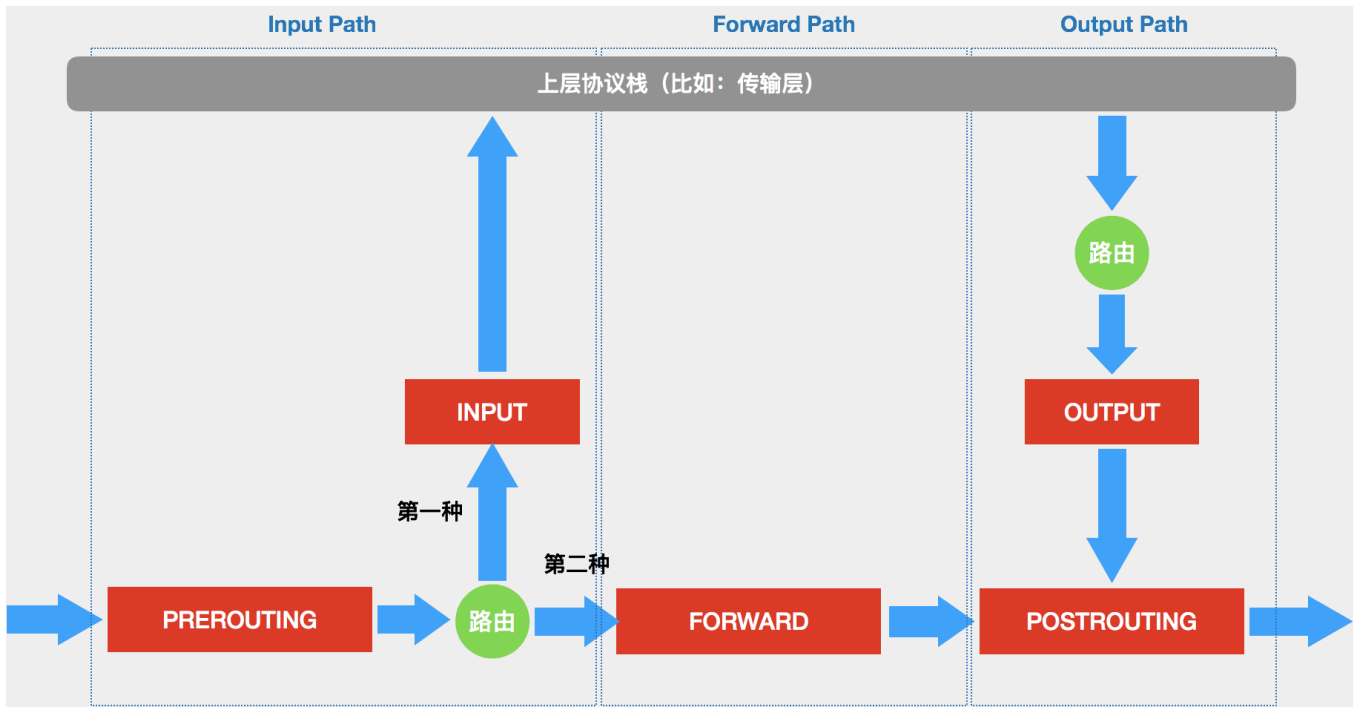 Input Path
Forward Path
Output Path
上层协议栈（比如：传输层）
路由
INPUT
OUTPUT
第一种
第二种
PREROUTING
路由
FORWARD
POSTROUTING